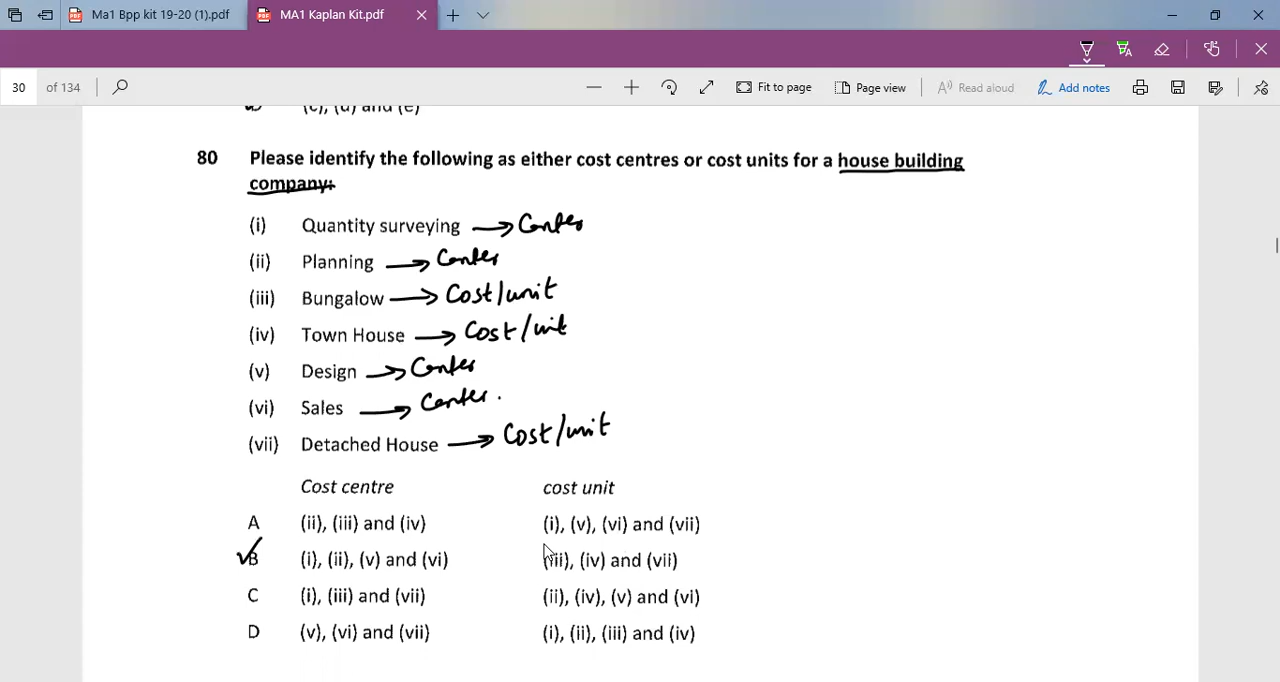 Ma1 Bpp kit 19-20 (1).pdf MA1 Kaplan Kit.pdf
30 of 134 Fit to page Page view Read aloud Add notes
(c), (d) and (e)
80 Please identify the following as either cost centres or cost units for a house building
company:
(i) Quantity surveying → Center
(ii) Planning → Center
(iii) Bungalow → Cost/unit
(iv) Town House → Cost/unit
(v) Design → Center
(vi) Sales → Center.
(vii) Detached House → Cost/unit
Cost centre cost unit
A (ii), (iii) and (iv) (i), (v), (vi) and (vii)
B (i), (ii), (v) and (vi) (iii), (iv) and (vii)
C (i), (iii) and (vii) (ii), (iv), (v) and (vi)
D (v), (vi) and (vii) (i), (ii), (iii) and (iv)